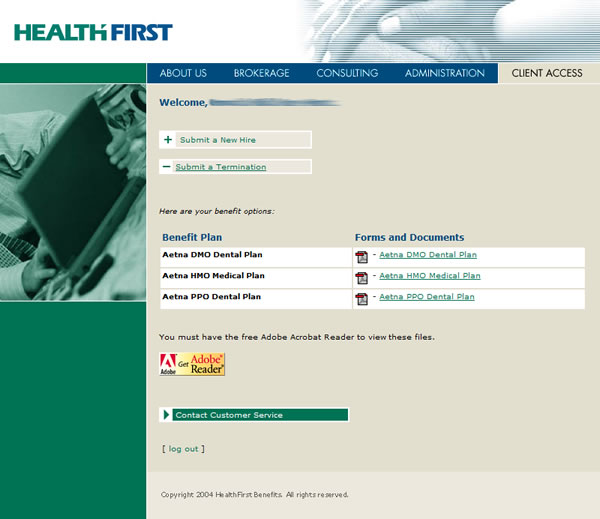 HEALTHFIRST
ABOUT US BROKERAGE CONSULTING ADMINISTRATION CLIENT ACCESS
Welcome,
+ Submit a New Hire
– Submit a Termination
Here are your benefit options:
Benefit Plan Forms and Documents
Aetna DMO Dental Plan - Aetna DMO Dental Plan
Aetna HMO Medical Plan - Aetna HMO Medical Plan
Aetna PPO Dental Plan - Aetna PPO Dental Plan
You must have the free Adobe Acrobat Reader to view these files.
Adobe Get Adobe® Reader®
Contact Customer Service
[ log out ]
Copyright 2004 HealthFirst Benefits. All rights reserved.